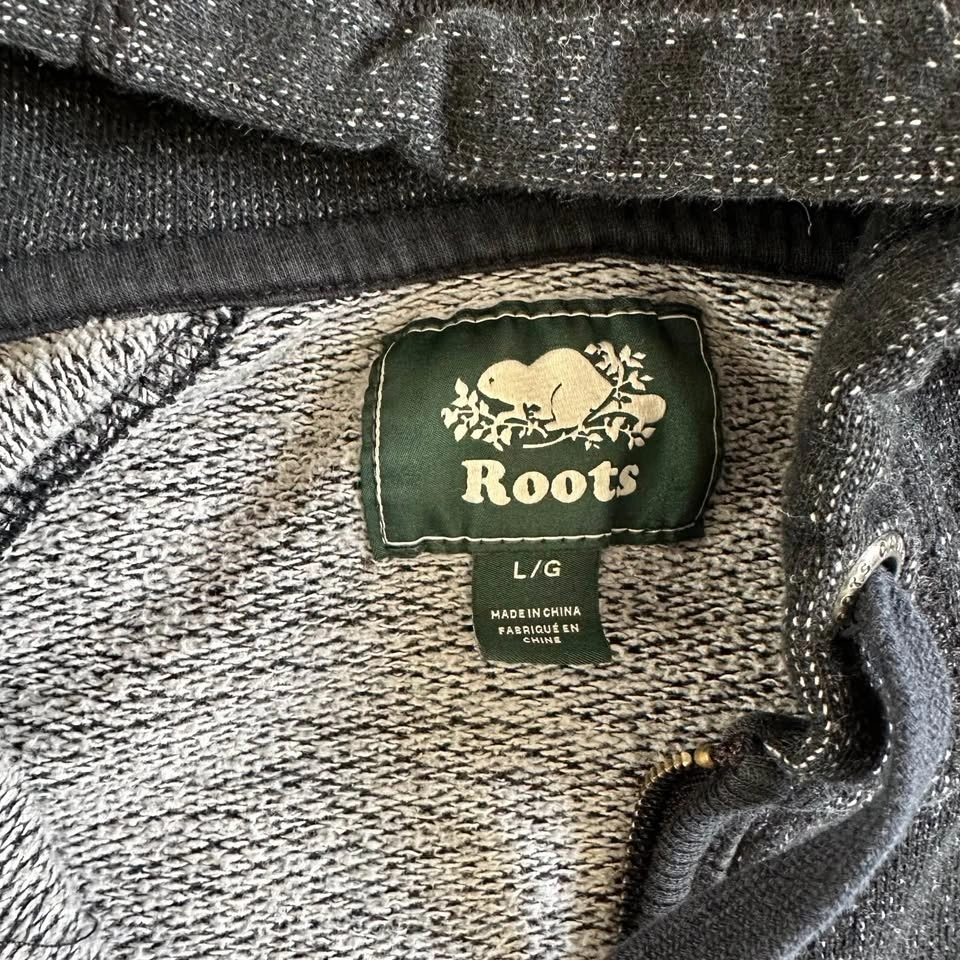 Roots
L/G
MADE IN CHINA
FABRIQUÉ EN
CHINE